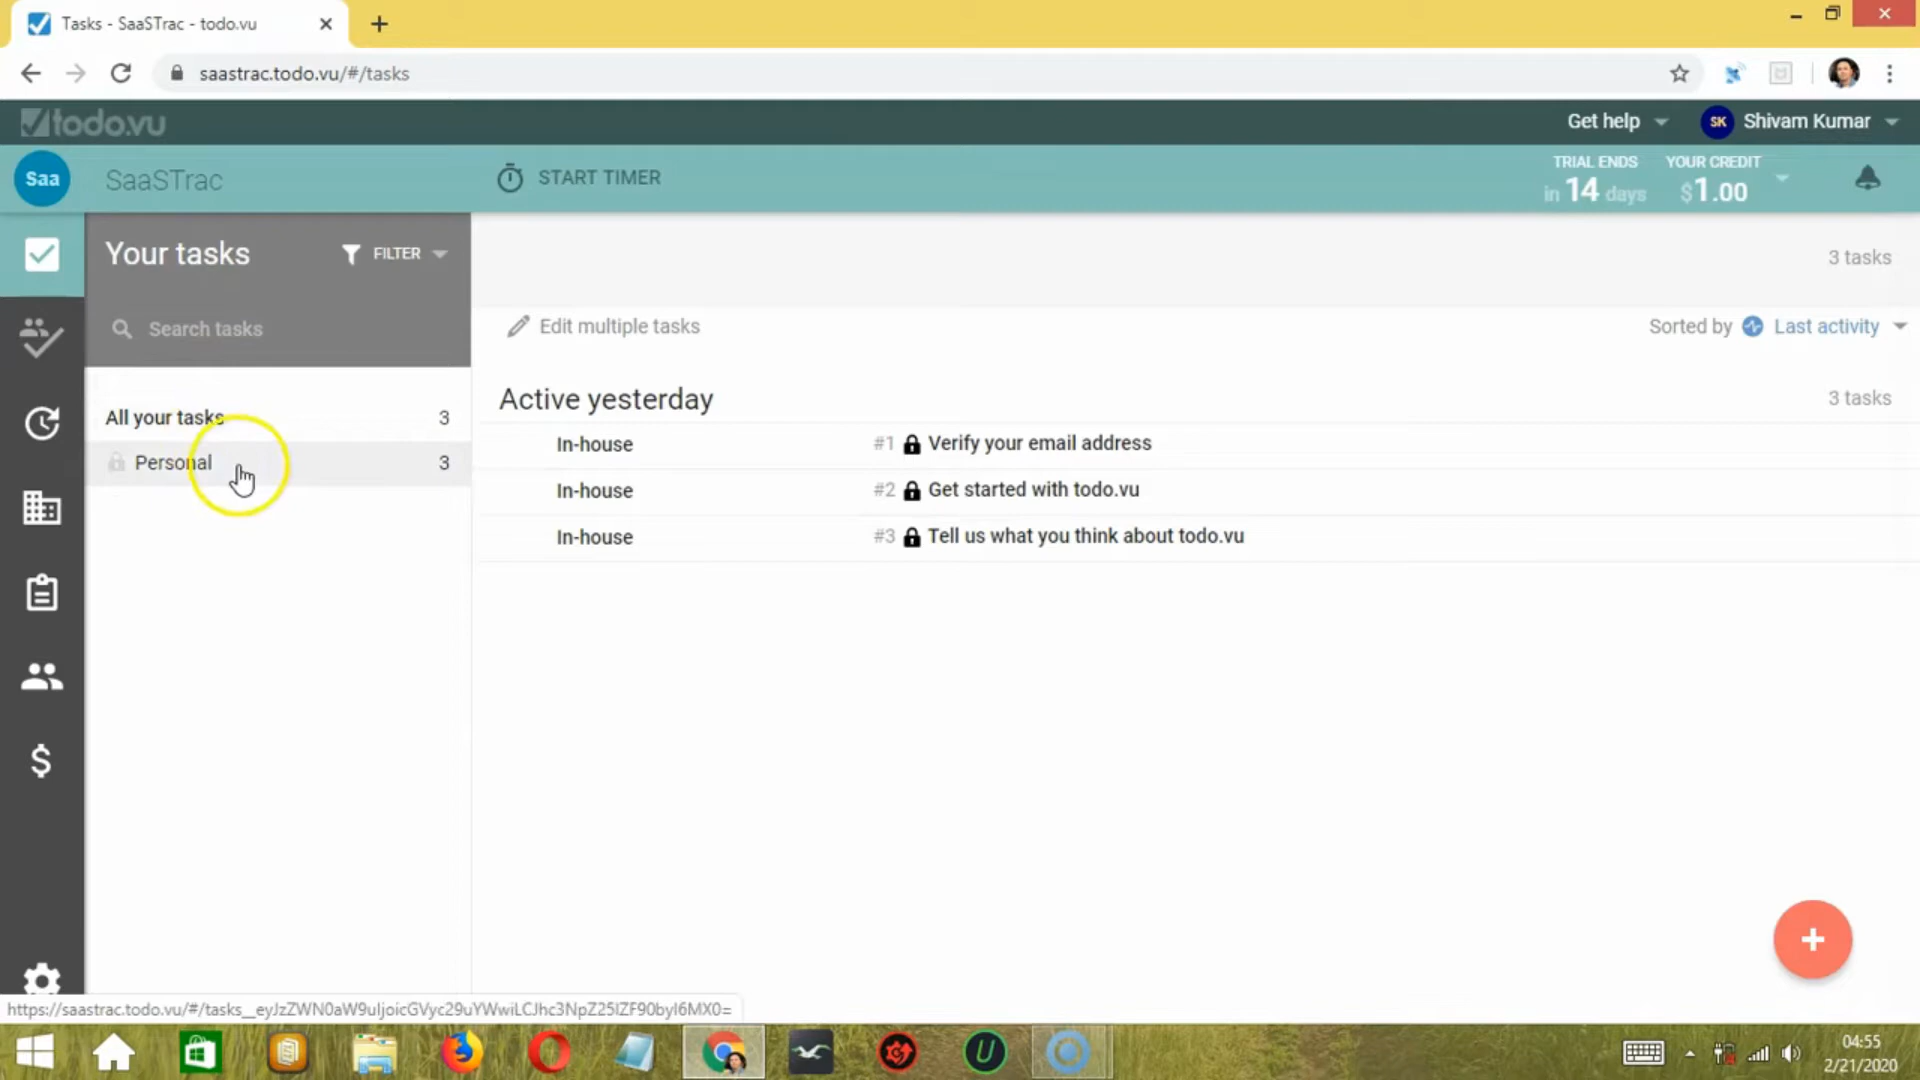 Tasks - SaaSTrac - todo.vu
saastrac.todo.vu/#/tasks
todo.vu
Get help
SK
Shivam Kumar
Saa
SaaSTrac
START TIMER
TRIAL ENDS
in 14 days
YOUR CREDIT
$1.00
Your tasks
FILTER
3 tasks
Search tasks
Edit multiple tasks
Sorted by Last activity
All your tasks 3
Personal 3
Active yesterday
3 tasks
In-house #1 Verify your email address
In-house #2 Get started with todo.vu
In-house #3 Tell us what you think about todo.vu
04:55
2/21/2020